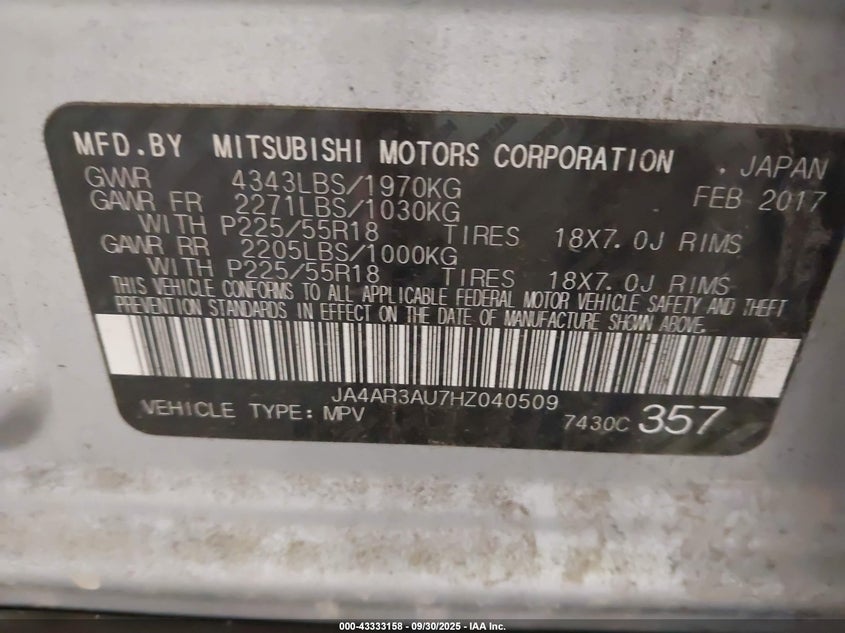 MFD.BY MITSUBISHI MOTORS CORPORATION . JAPAN
GVWR 4343LBS/1970KG FEB 2017
GAWR FR 2271LBS/1030KG
WITH P225/55R18 TIRES 18X7.0J RIMS
GAWR RR 2205LBS/1000KG
WITH P225/55R18 TIRES 18X7.0J RIMS
THIS VEHICLE CONFORMS TO ALL APPLICABLE FEDERAL MOTOR VEHICLE SAFETY AND THEFT
PREVENTION STANDARDS IN EFFECT ON THE DATE OF MANUFACTURE SHOWN ABOVE.
JA4AR3AU7HZ040509
VEHICLE TYPE: MPV 7430C 357
000-43333158 - 09/30/2025 - IAA Inc.